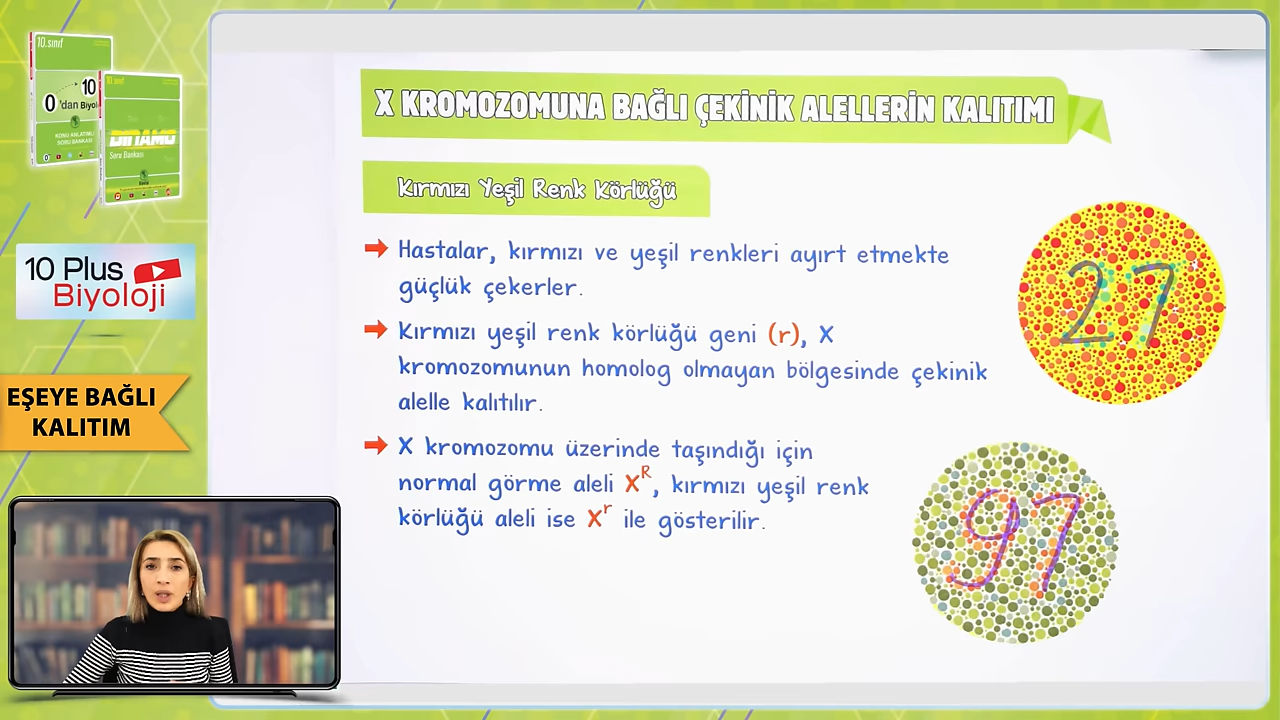 10.sınıf
0 'dan 10
Biyol
KONU ANLATIMLI
SORU BANKASI
DİNAMO
Soru Bankası
10 Plus
Biyoloji
EŞEYE BAĞLI
KALITIM
X KROMOZOMUNA BAĞLI ÇEKİNİK ALELLERİN KALITIMI
Kırmızı Yeşil Renk Körlüğü
Hastalar, kırmızı ve yeşil renkleri ayırt etmekte
güçlük çekerler.
Kırmızı yeşil renk körlüğü geni (r), X
kromozomunun homolog olmayan bölgesinde çekinik
alelle kalıtılır.
X kromozomu üzerinde taşındığı için
normal görme aleli Xᴿ, kırmızı yeşil renk
körlüğü aleli ise Xʳ ile gösterilir.
27
97